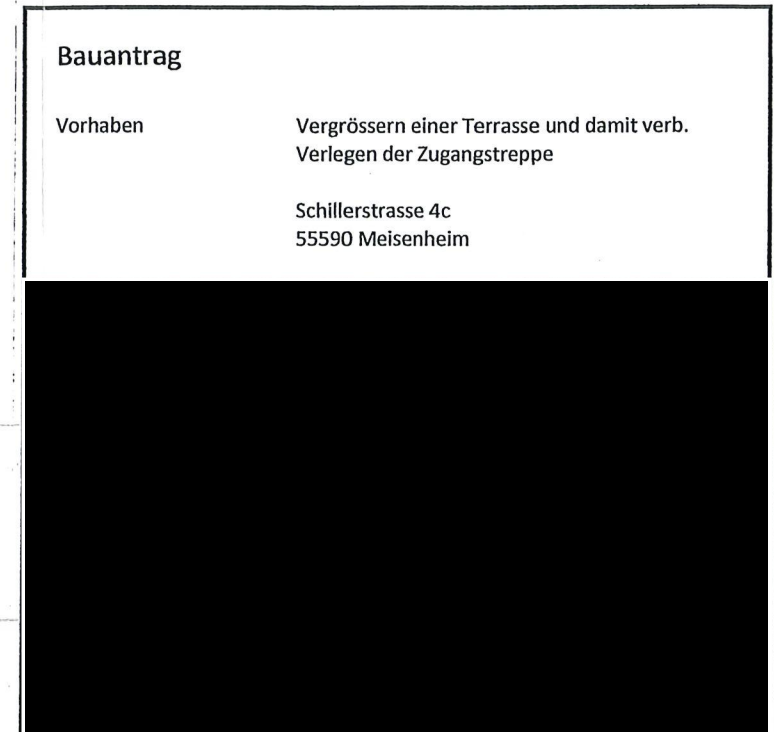 Bauantrag
Vorhaben Vergrössern einer Terrasse und damit verb.
Verlegen der Zugangstreppe
Schillerstrasse 4c
55590 Meisenheim